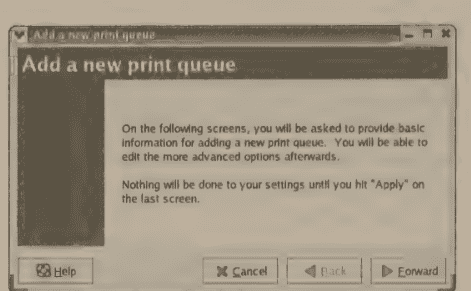 Add a new print queue
Add a new print queue
On the following screens, you will be asked to provide basic
information for adding a new print queue. You will be able to
edit the more advanced options afterwards.
Nothing will be done to your settings until you hit "Apply" on
the last screen.
Help
Cancel
Back
Forward